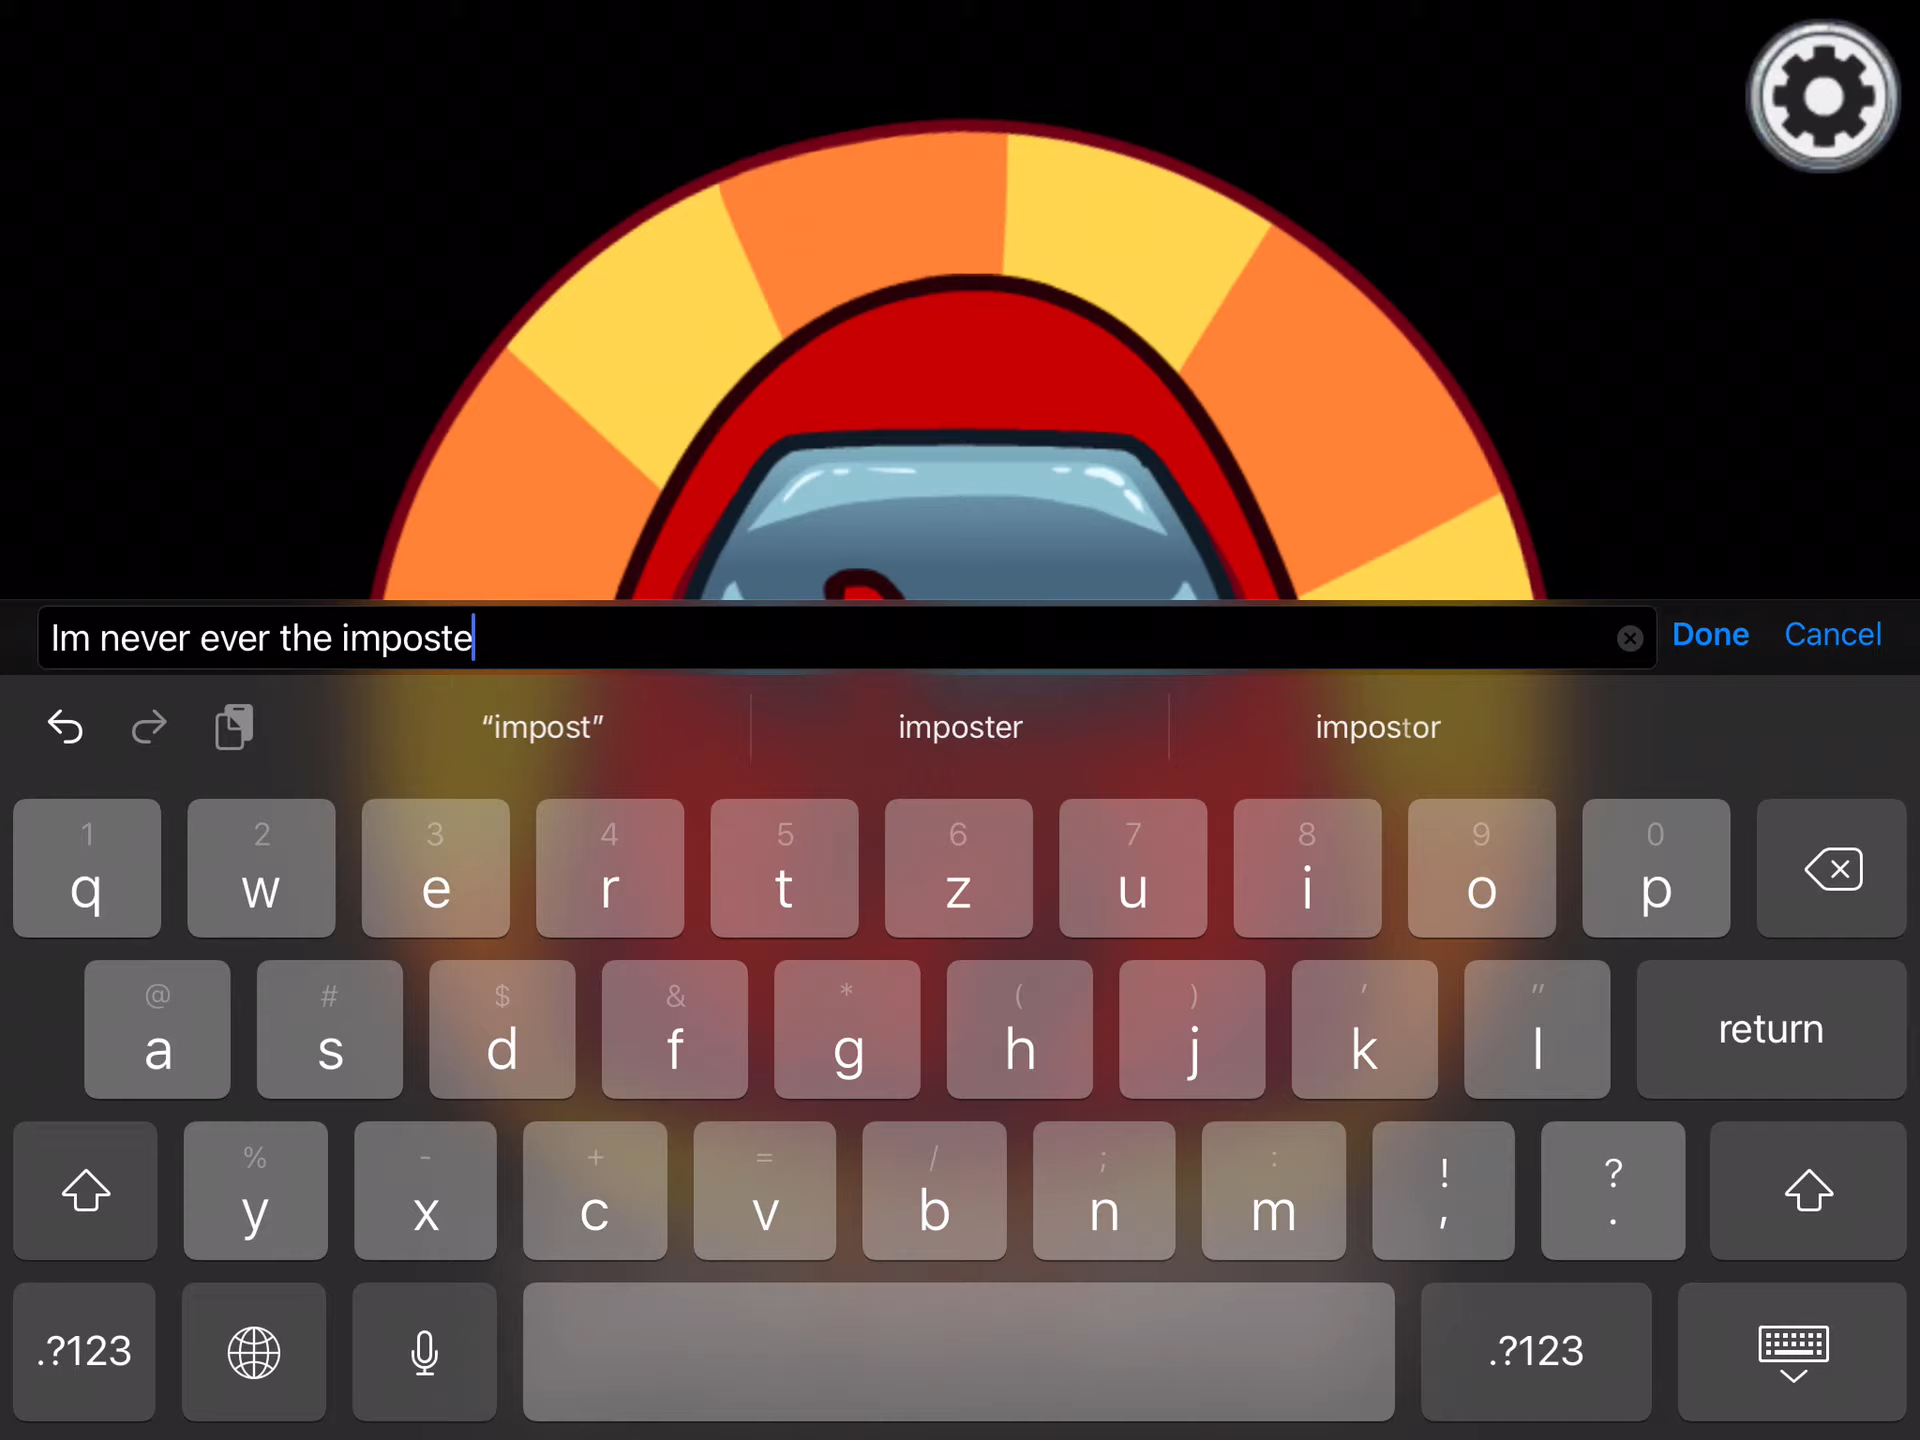 Im never ever the imposte
Done Cancel
“impost” imposter impostor
1 2 3 4 5 6 7 8 9 0
q w e r t z u i o p
@ # $ & * ( ) ' "
a s d f g h j k l return
% - + = / ; : ! ?
y x c v b n m , .
.?123 .?123